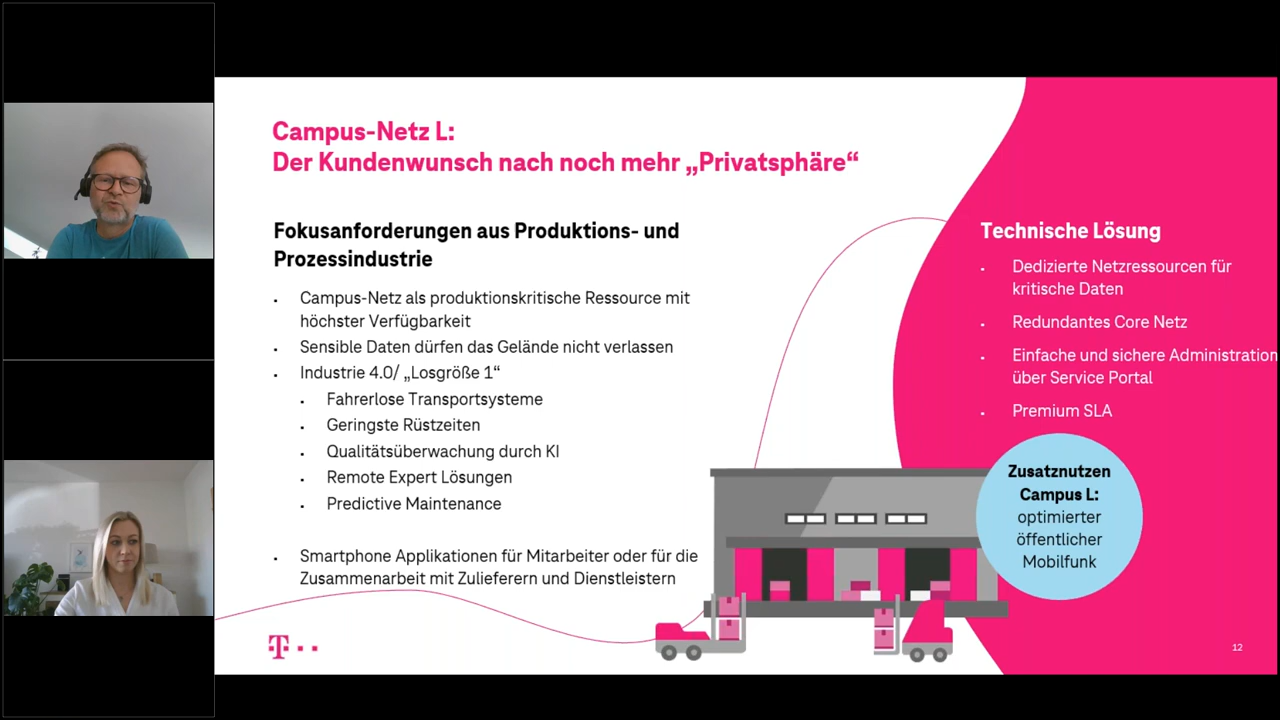 Campus-Netz L:
Der Kundenwunsch nach noch mehr „Privatsphäre“
Fokusanforderungen aus Produktions- und
Prozessindustrie
• Campus-Netz als produktionskritische Ressource mit
höchster Verfügbarkeit
• Sensible Daten dürfen das Gelände nicht verlassen
• Industrie 4.0/ „Losgröße 1“
• Fahrerlose Transportsysteme
• Geringste Rüstzeiten
• Qualitätsüberwachung durch KI
• Remote Expert Lösungen
• Predictive Maintenance
• Smartphone Applikationen für Mitarbeiter oder für die
Zusammenarbeit mit Zulieferern und Dienstleistern
Technische Lösung
• Dedizierte Netzressourcen für
kritische Daten
• Redundantes Core Netz
• Einfache und sichere Administration
über Service Portal
• Premium SLA
Zusatznutzen
Campus L:
optimierter
öffentlicher
Mobilfunk
T
12